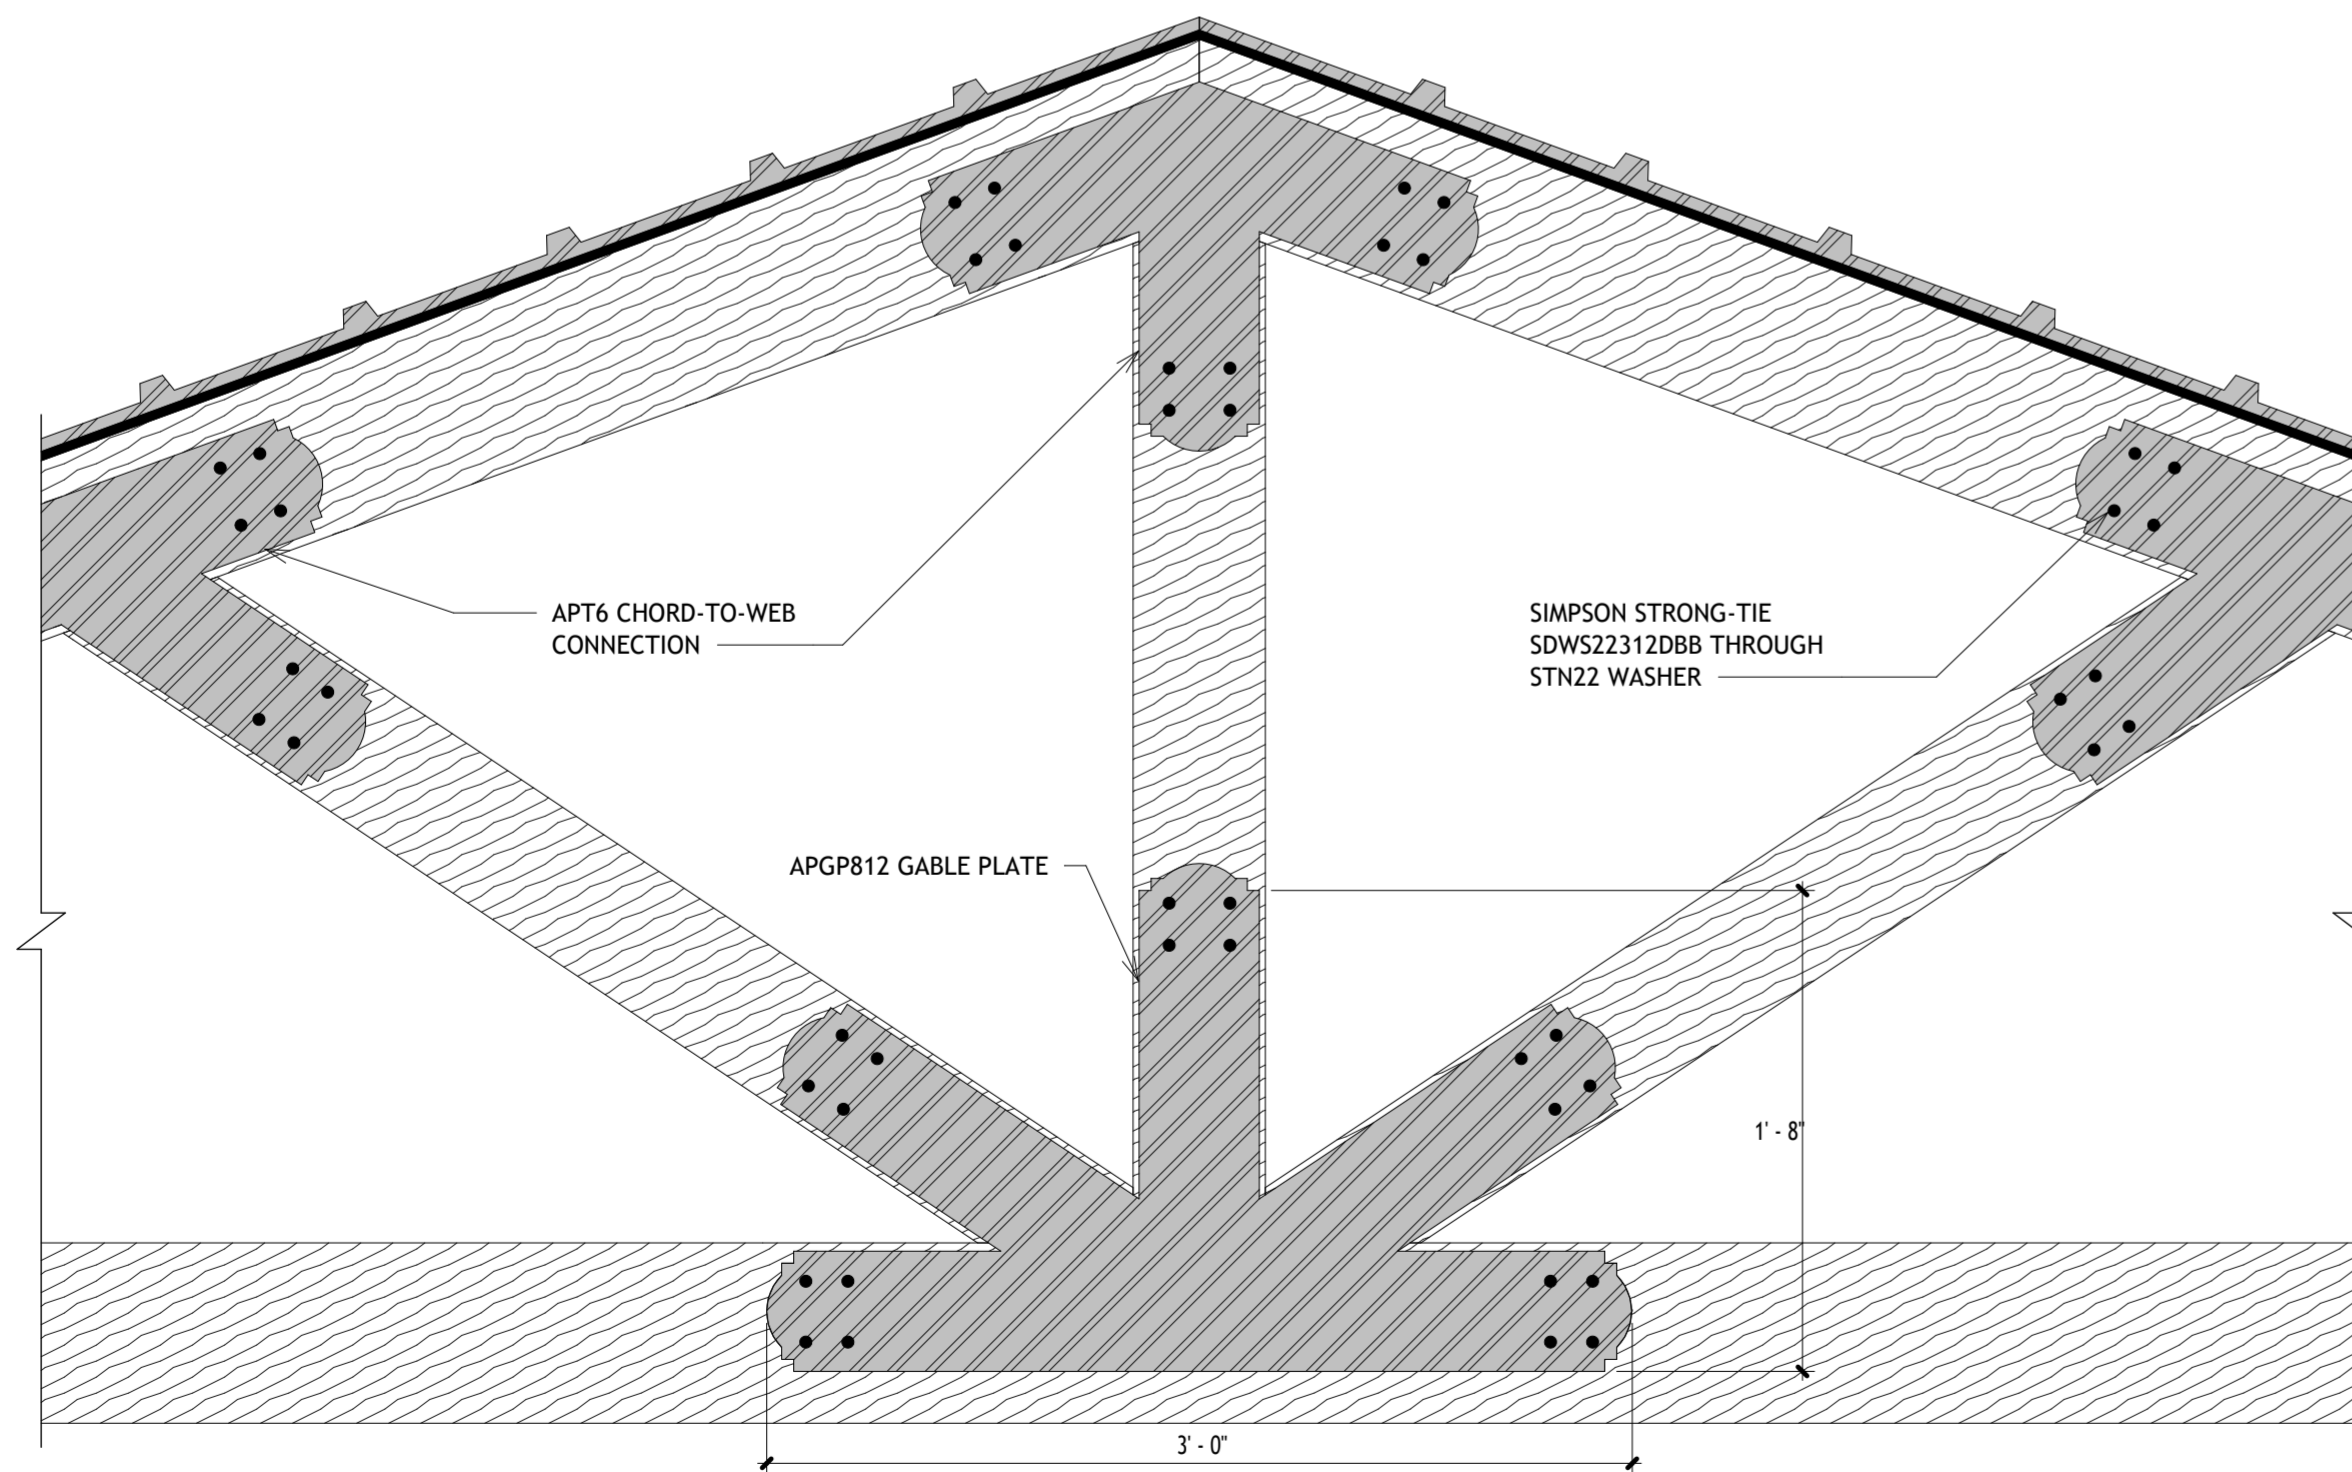 APT6 CHORD-TO-WEB
CONNECTION
SIMPSON STRONG-TIE
SDWS22312DBB THROUGH
STN22 WASHER
APGP812 GABLE PLATE
1' - 8"
3' - 0"